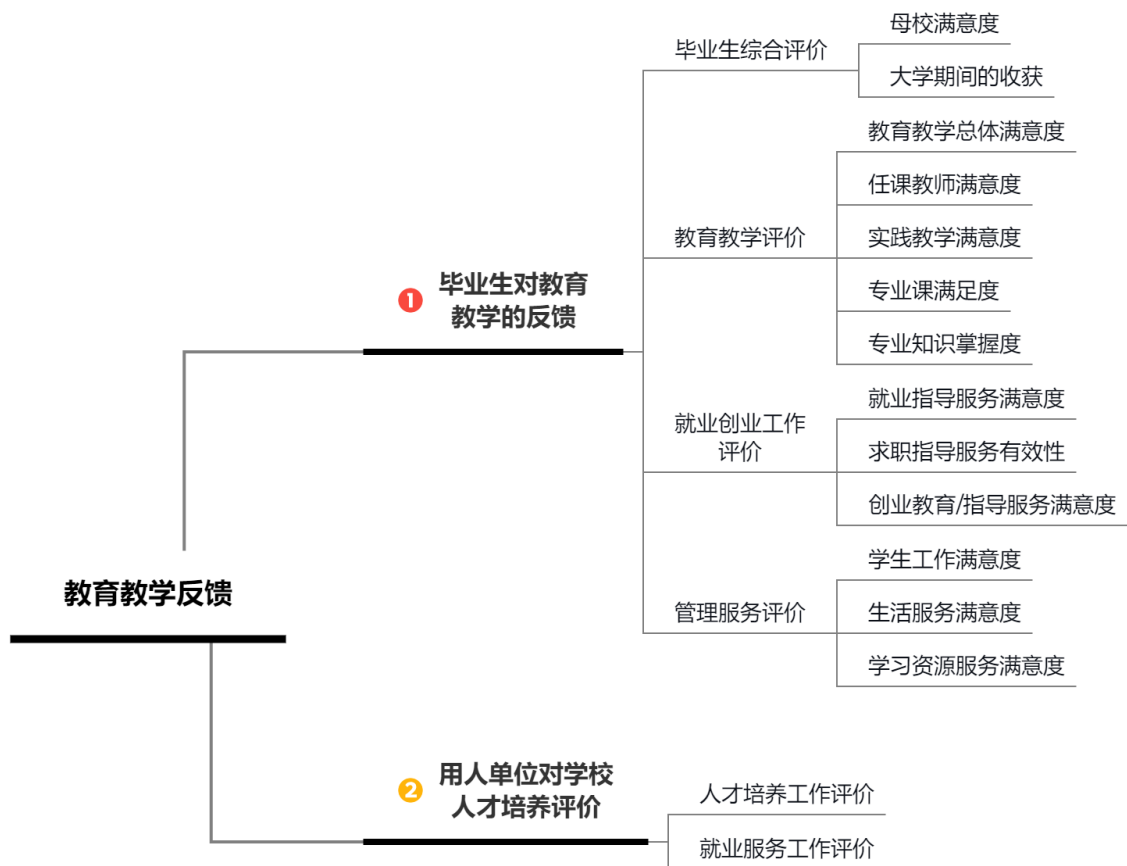 母校满意度
毕业生综合评价
大学期间的收获
教育教学总体满意度
任课教师满意度
教育教学评价
实践教学满意度
专业课满足度
专业知识掌握度
1
毕业生对教育
教学的反馈
就业指导服务满意度
就业创业工作
评价
求职指导服务有效性
创业教育/指导服务满意度
学生工作满意度
管理服务评价
生活服务满意度
学习资源服务满意度
教育教学反馈
2
用人单位对学校
人才培养评价
人才培养工作评价
就业服务工作评价